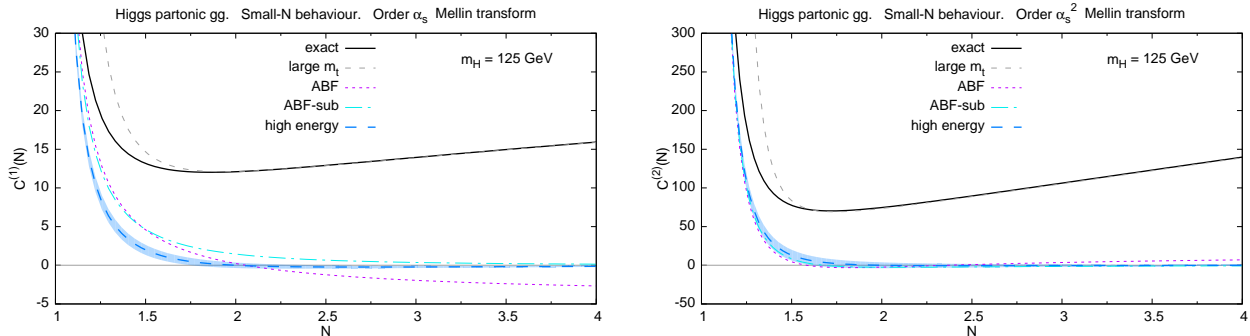 Higgs partonic gg. Small-N behaviour. Order αs Mellin transform
30
25
20
15
10
5
0
-5
C(1)(N)
exact
large mt
ABF
ABF-sub
high energy
mH = 125 GeV
1 1.5 2 2.5 3 3.5 4
N
Higgs partonic gg. Small-N behaviour. Order αs2 Mellin transform
300
250
200
150
100
50
0
-50
C(2)(N)
exact
large mt
ABF
ABF-sub
high energy
mH = 125 GeV
1 1.5 2 2.5 3 3.5 4
N